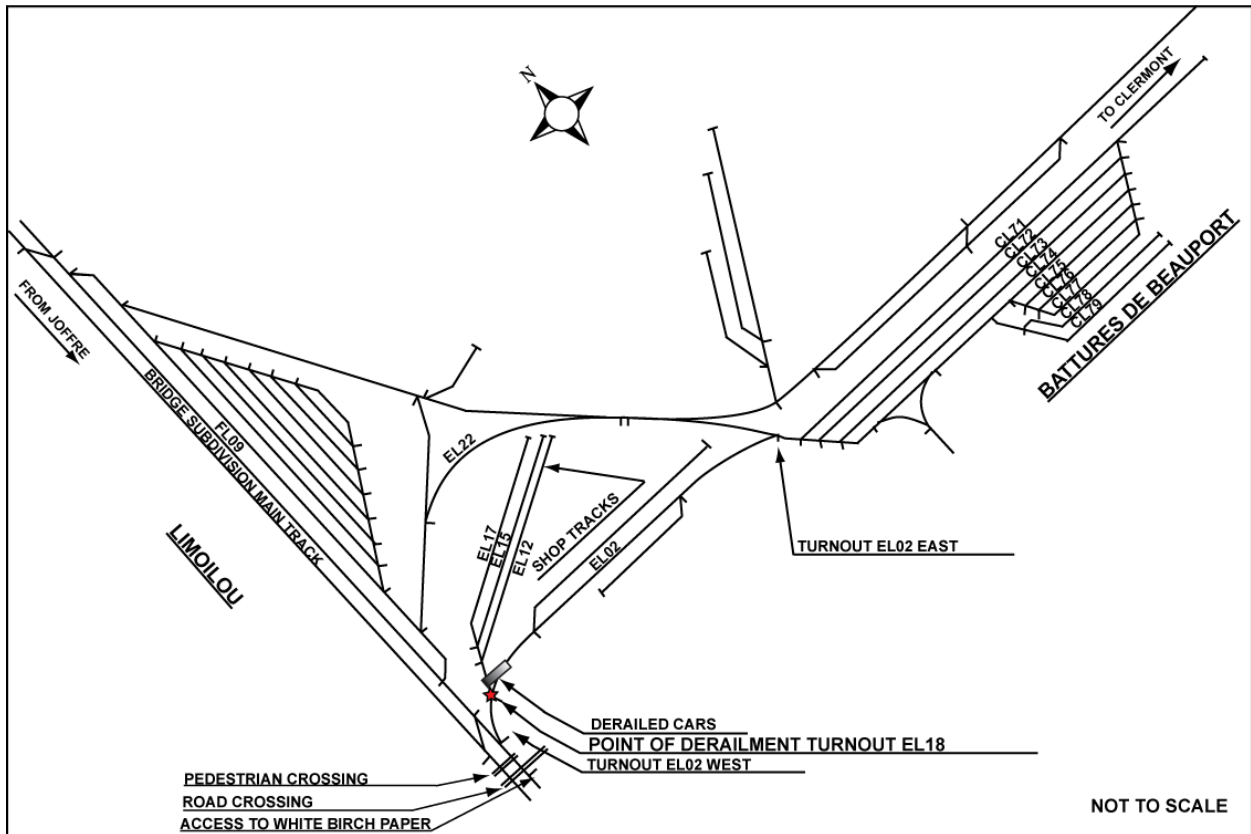 N
TO CLERMONT
CL71
CL72
CL73
CL74
CL75
CL76
CL77
CL78
CL79
BATTURES DE BEAUPORT
FROM JOFFRE
BRIDGE SUBDIVISION MAIN TRACK
FL09
LIMOILOU
EL22
EL17
EL15
EL12
SHOP TRACKS
EL02
TURNOUT EL02 EAST
DERAILED CARS
POINT OF DERAILMENT TURNOUT EL18
TURNOUT EL02 WEST
PEDESTRIAN CROSSING
ROAD CROSSING
ACCESS TO WHITE BIRCH PAPER
NOT TO SCALE